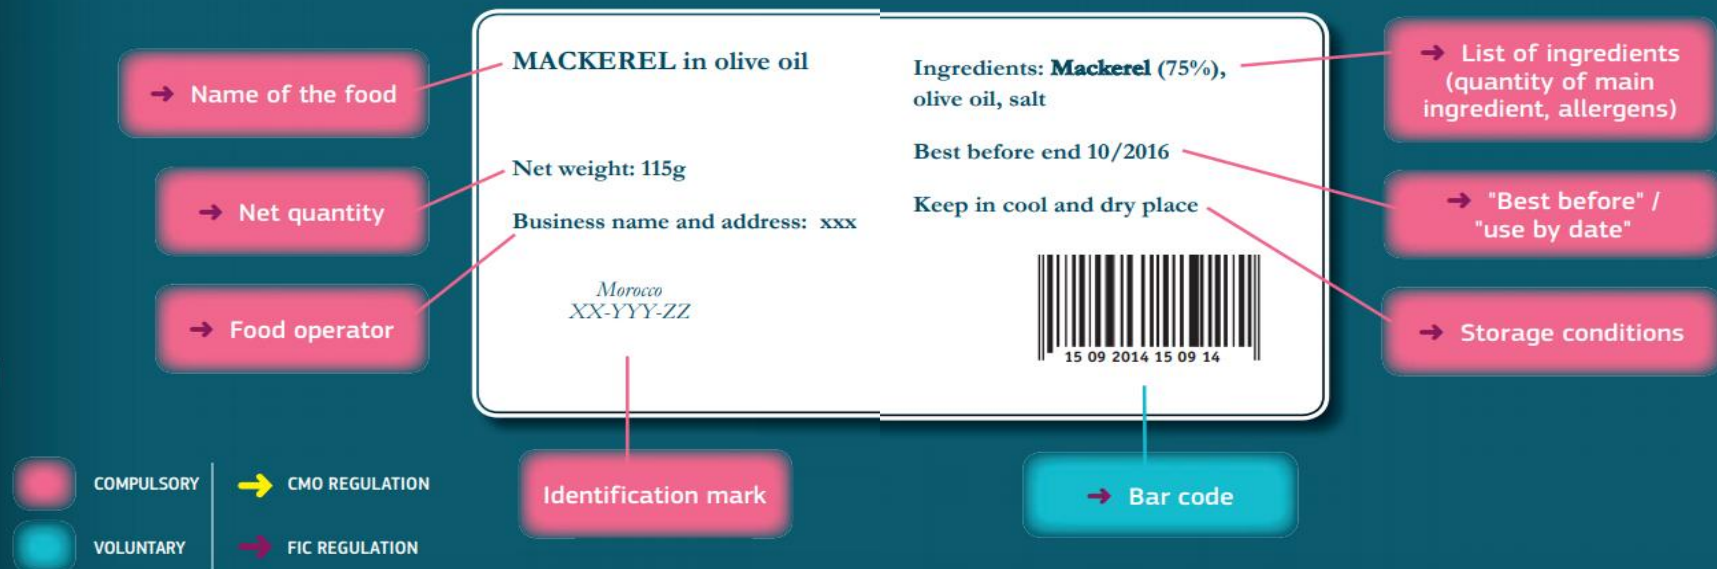 MACKEREL in olive oil
Net weight: 115g
Business name and address: xxx
Morocco
XX-YYY-ZZ
Ingredients: Mackerel (75%),
olive oil, salt
Best before end 10/2016
Keep in cool and dry place
15 09 2014 15 09 14
➔ Name of the food
➔ Net quantity
➔ Food operator
Identification mark
➔ List of ingredients
(quantity of main
ingredient, allergens)
➔ "Best before" /
"use by date"
➔ Storage conditions
➔ Bar code
COMPULSORY
VOLUNTARY
➔ CMO REGULATION
➔ FIC REGULATION